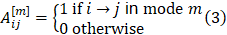 A_{ij}^{[m]} = {1 if i → j in mode m (3)
0 otherwise